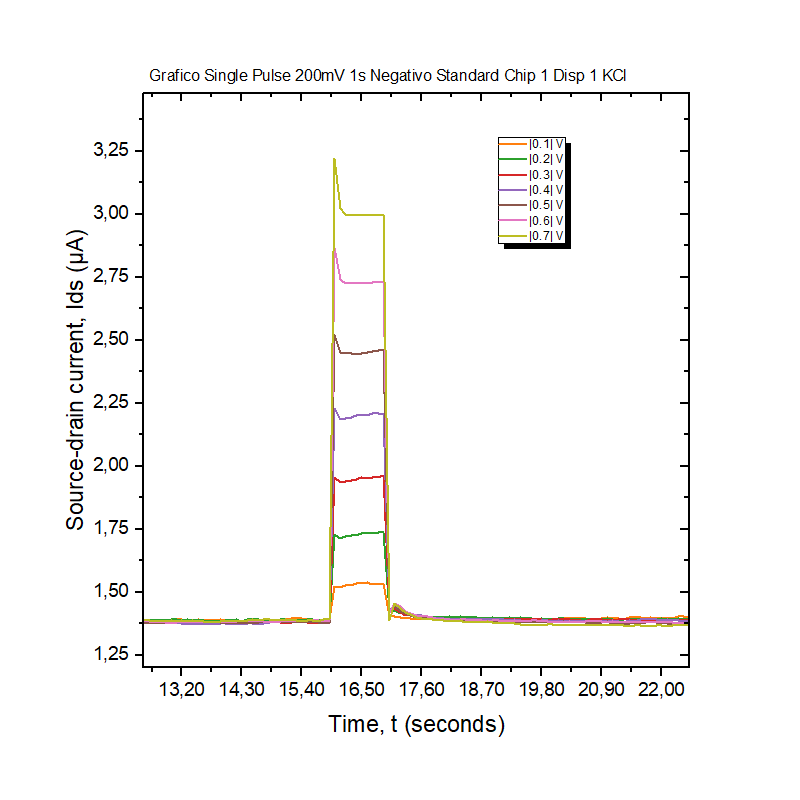 Grafico Single Pulse 200mV 1s Negativo Standard Chip 1 Disp 1 KCl
|0.1| V
|0.2| V
|0.3| V
|0.4| V
|0.5| V
|0.6| V
|0.7| V
Source-drain current, Ids (µA)
3,25
3,00
2,75
2,50
2,25
2,00
1,75
1,50
1,25
13,20 14,30 15,40 16,50 17,60 18,70 19,80 20,90 22,00
Time, t (seconds)